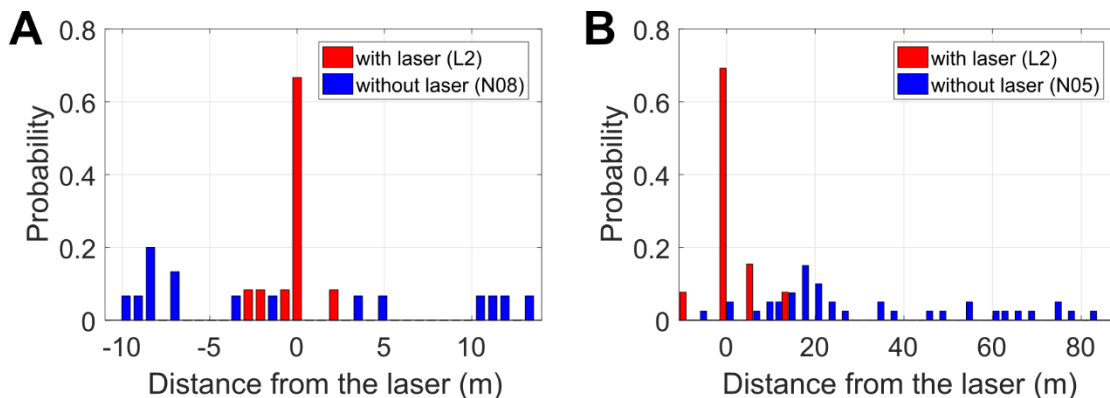 A
0.8
0.6
0.4
0.2
0
Probability
with laser (L2)
without laser (N08)
-10
-5
0
5
10
Distance from the laser (m)
B
0.8
0.6
0.4
0.2
0
Probability
with laser (L2)
without laser (N05)
0
20
40
60
80
Distance from the laser (m)